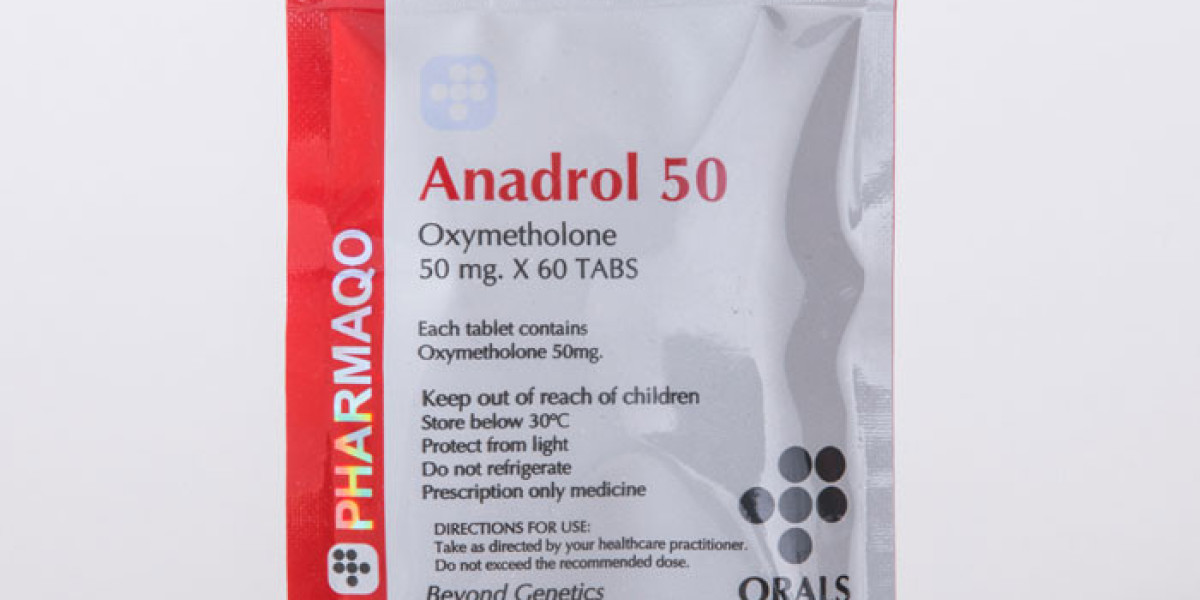 PHARMAQO
Anadrol 50
Oxymetholone
50 mg. X 60 TABS
Each tablet contains
Oxymetholone 50mg.
Keep out of reach of children
Store below 30ºC
Protect from light
Do not refrigerate
Prescription only medicine
DIRECTIONS FOR USE:
Take as directed by your healthcare practitioner.
Do not exceed the recommended dose.
Beyond Genetics
ORALS